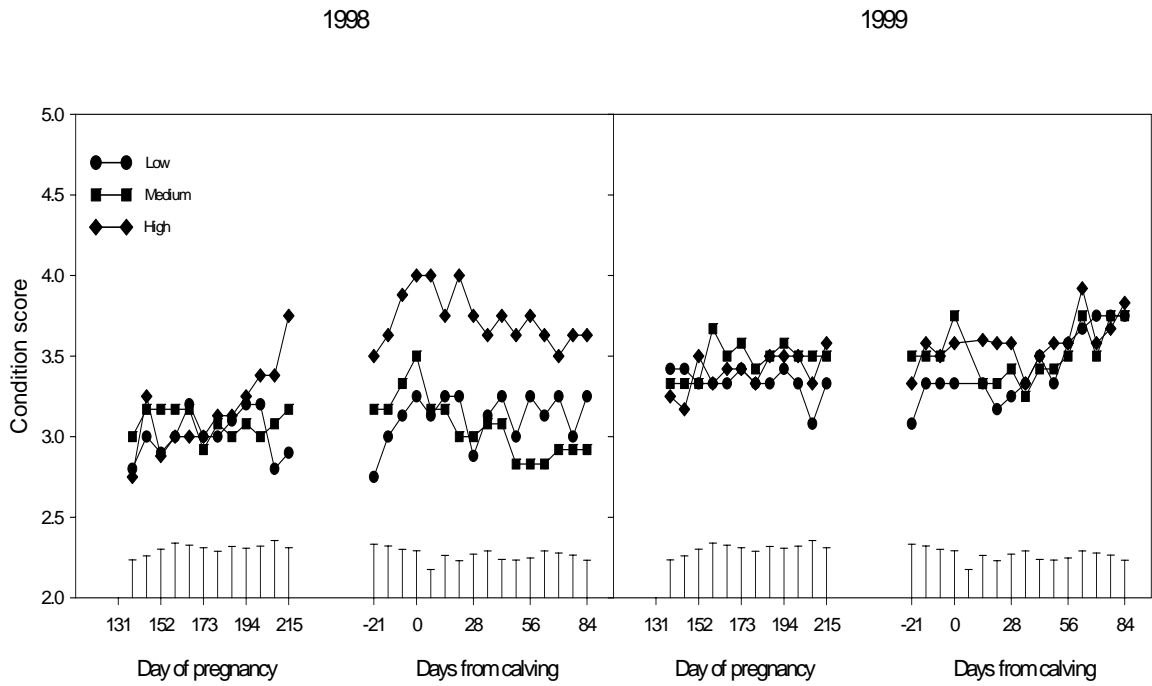 1998
1999
Condition score
5.0
4.5
4.0
3.5
3.0
2.5
2.0
Low
Medium
High
131 152 173 194 215 -21 0 28 56 84 131 152 173 194 215 -21 0 28 56 84
Day of pregnancy Days from calving Day of pregnancy Days from calving